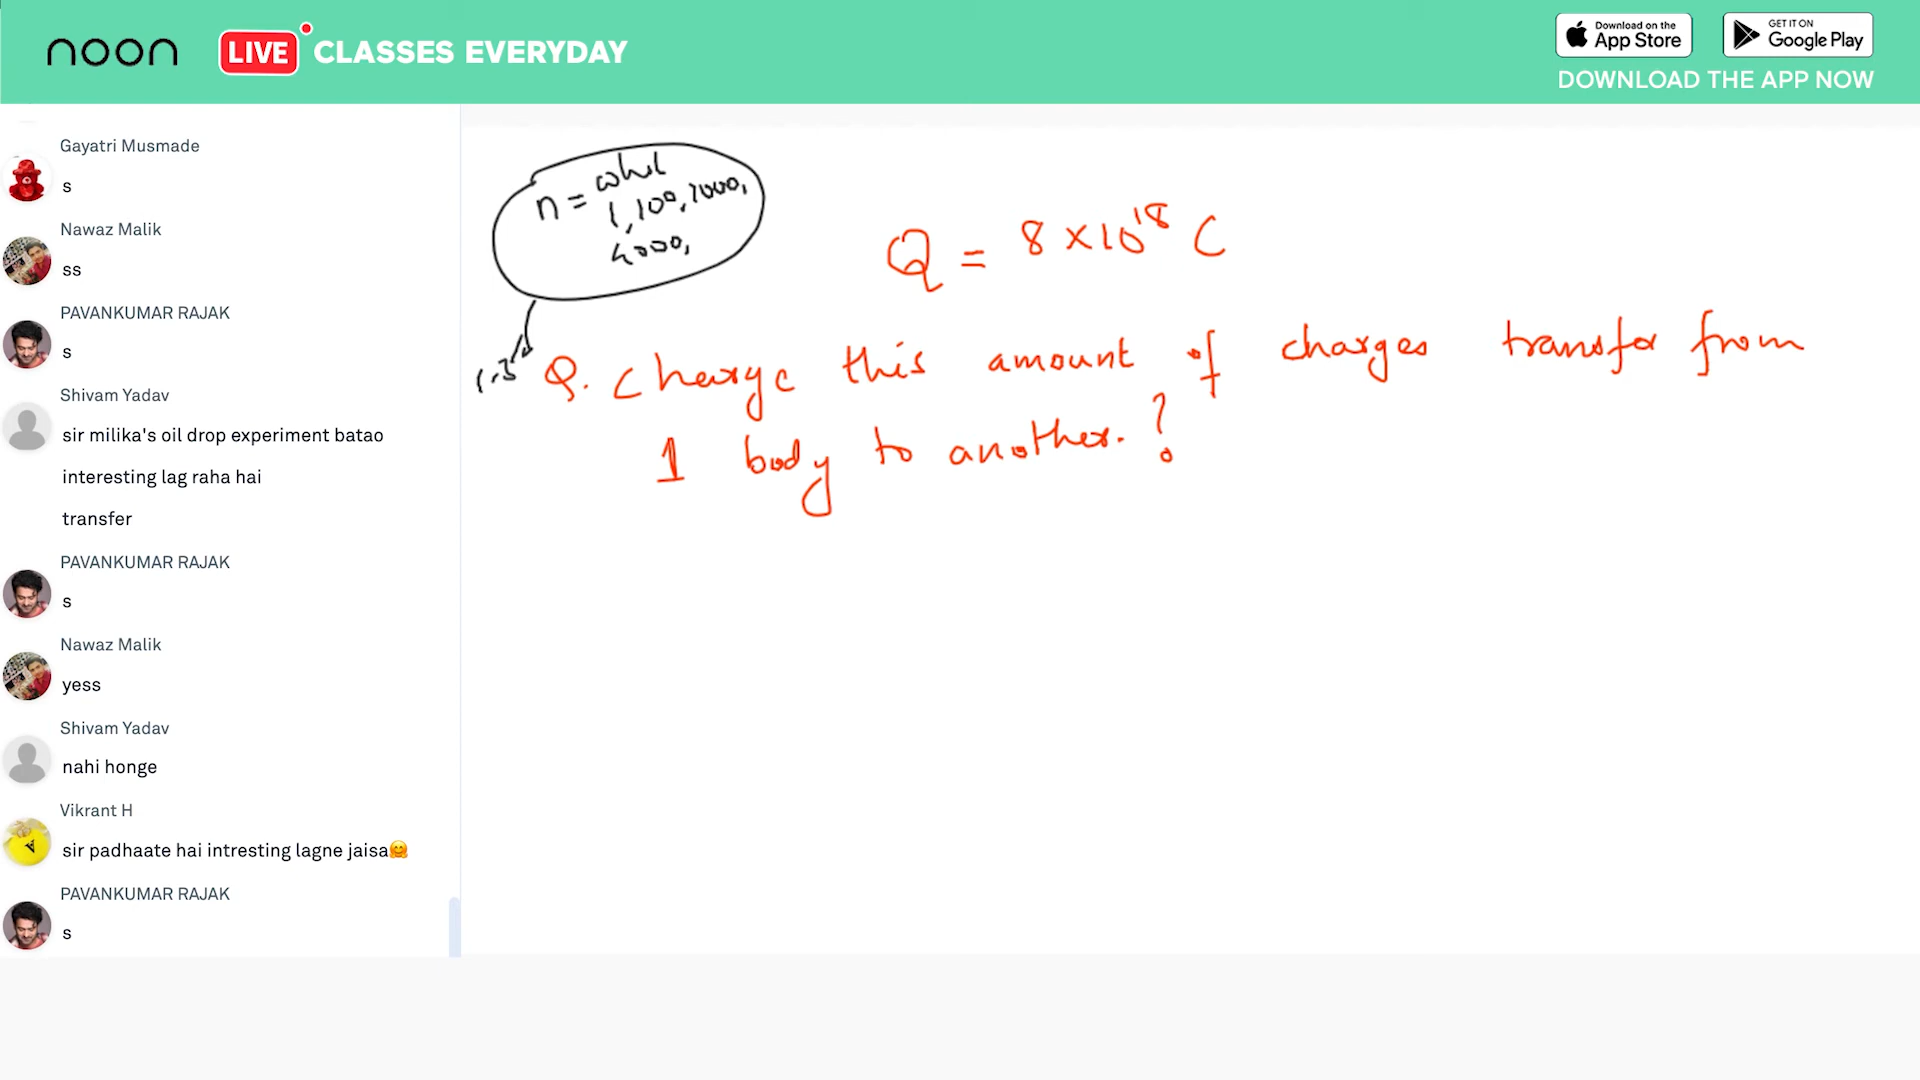 noon
LIVE CLASSES EVERYDAY
Download on the App Store
GET IT ON Google Play
DOWNLOAD THE APP NOW
Gayatri Musmade
s
Nawaz Malik
ss
PAVANKUMAR RAJAK
s
Shivam Yadav
sir milika's oil drop experiment batao
interesting lag raha hai
transfer
PAVANKUMAR RAJAK
s
Nawaz Malik
yess
Shivam Yadav
nahi honge
Vikrant H
sir padhaate hai intresting lagne jaisa🤗
PAVANKUMAR RAJAK
s
n =
1, 100, 1000,
4000,
Q = 8 × 10¹⁸ C
1.5
Q. charge this amount of charges transfer from
1 body to another. ?